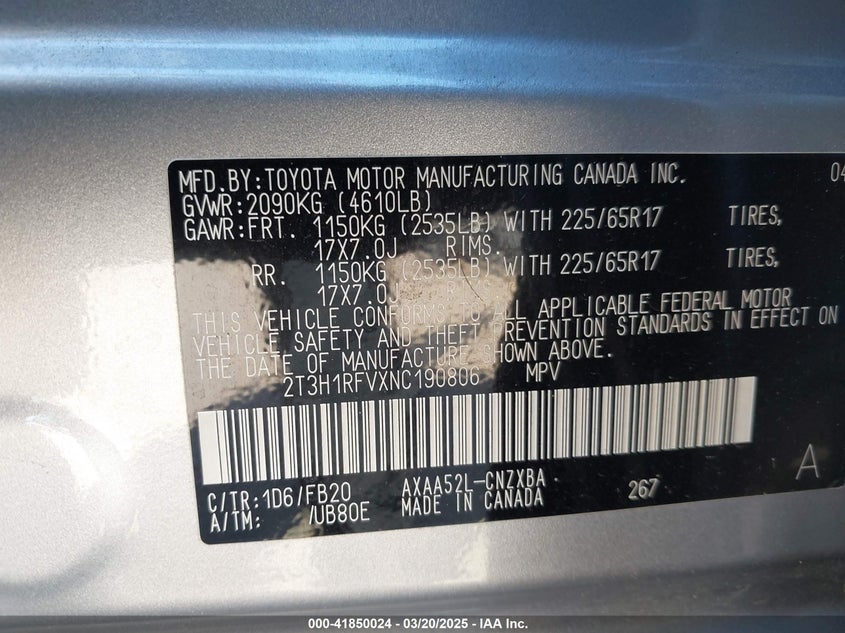 MFD.BY:TOYOTA MOTOR MANUFACTURING CANADA INC. 04
GVWR:2090KG (4610LB)
GAWR:FRT. 1150KG (2535LB) WITH 225/65R17 TIRES,
17X7.0J RIMS.
RR. 1150KG (2535LB) WITH 225/65R17 TIRES,
17X7.0J
THIS VEHICLE CONFORMS TO ALL APPLICABLE FEDERAL MOTOR
VEHICLE SAFETY AND THEFT PREVENTION STANDARDS IN EFFECT ON
THE DATE OF MANUFACTURE SHOWN ABOVE.
2T3H1RFVXNC190806 MPV
C/TR:1D6/FB20 AXAA52L-CNZXBA 267 A
A/TM: /UB80E MADE IN CANADA
000-41850024 - 03/20/2025 - IAA Inc.